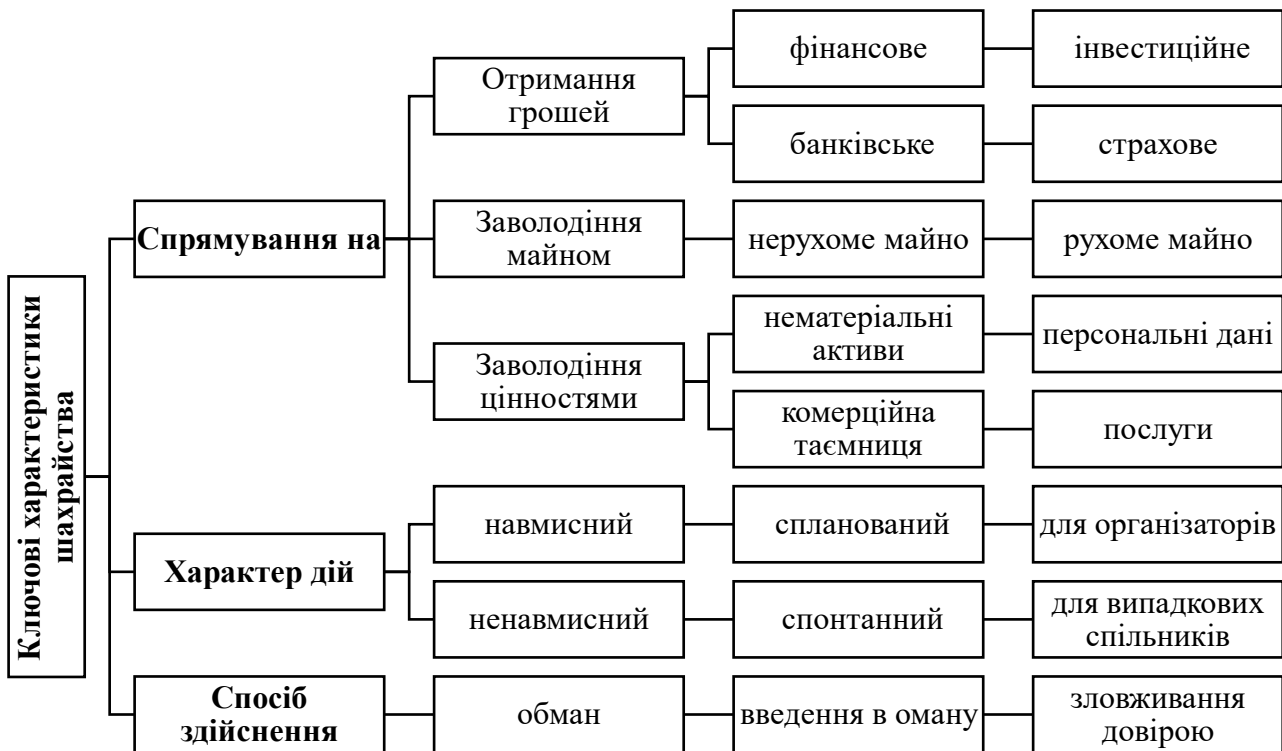 Ключові характеристики
шахрайства
Спрямування на
Отримання
грошей
фінансове
інвестиційне
банківське
страхове
Заволодіння
майном
нерухоме майно
рухоме майно
Заволодіння
цінностями
нематеріальні
активи
персональні дані
комерційна
таємниця
послуги
Характер дій
навмисний
спланований
для організаторів
ненавмисний
спонтанний
для випадкових
спільників
Спосіб
здійснення
обман
введення в оману
зловживання
довірою